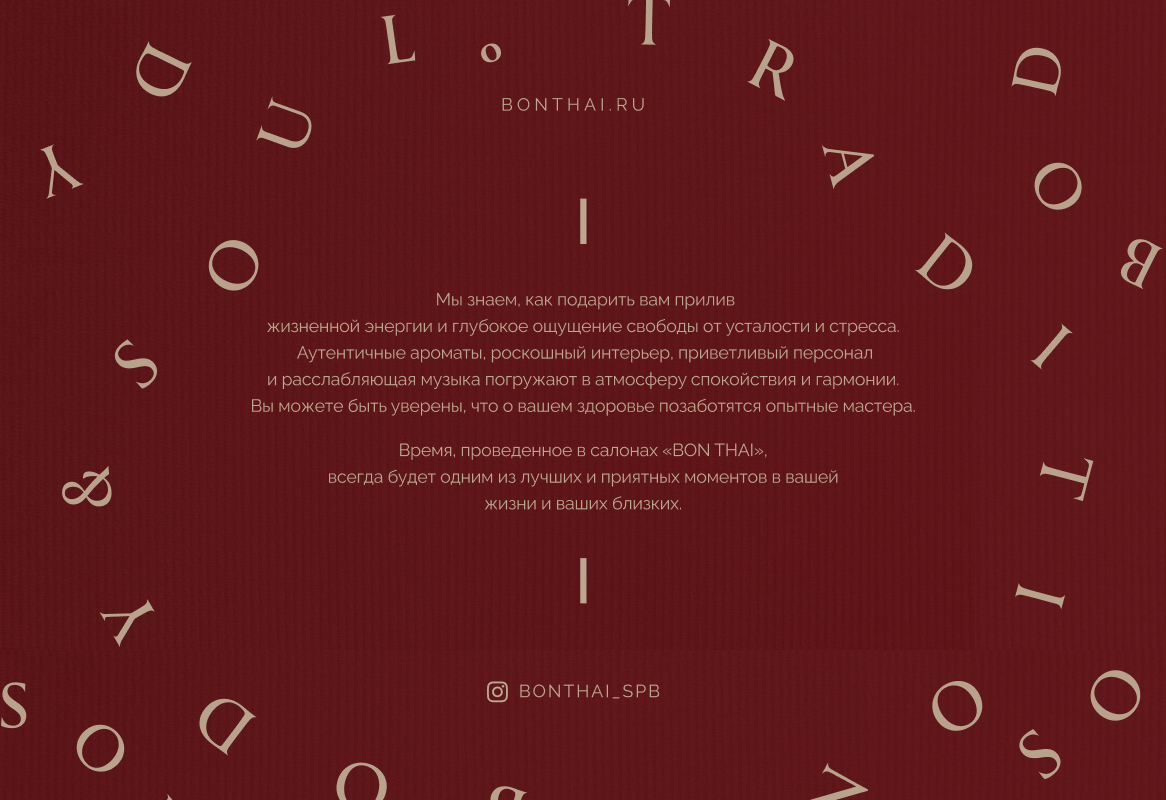 BONTHAI.RU
Мы знаем, как подарить вам прилив
жизненной энергии и глубокое ощущение свободы от усталости и стресса.
Аутентичные ароматы, роскошный интерьер, приветливый персонал
и расслабляющая музыка погружают в атмосферу спокойствия и гармонии.
Вы можете быть уверены, что о вашем здоровье позаботятся опытные мастера.
Время, проведенное в салонах «BON THAI»,
всегда будет одним из лучших и приятных моментов в вашей
жизни и ваших близких.
BONTHAI_SPB
TRADITIO
BODY & SOUL